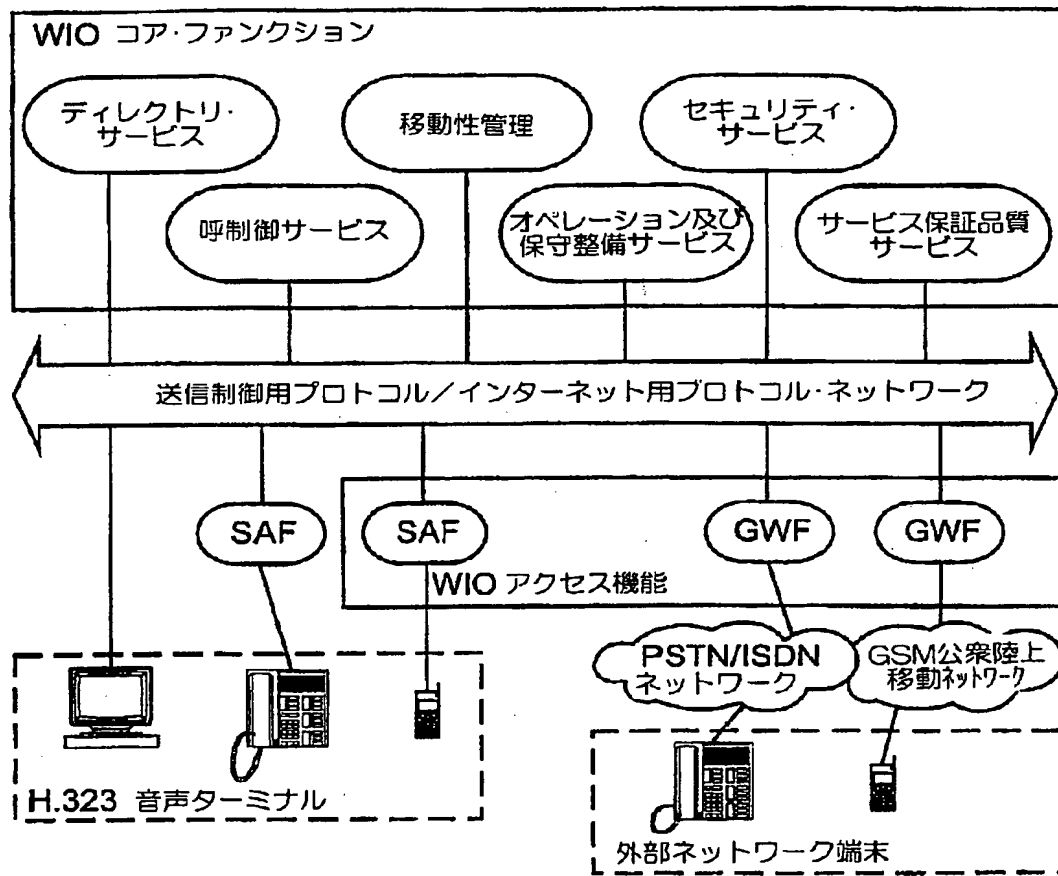 WIO コア・ファンクション
ディレクトリ・
サービス
移動性管理
セキュリティ・
サービス
呼制御サービス
オペレーション及び
保守整備サービス
サービス保証品質
サービス
送信制御用プロトコル／インターネット用プロトコル・ネットワーク
SAF
SAF
GWF
GWF
WIO アクセス機能
PSTN/ISDN
ネットワーク
GSM公衆陸上
移動ネットワーク
H.323 音声ターミナル
外部ネットワーク端末